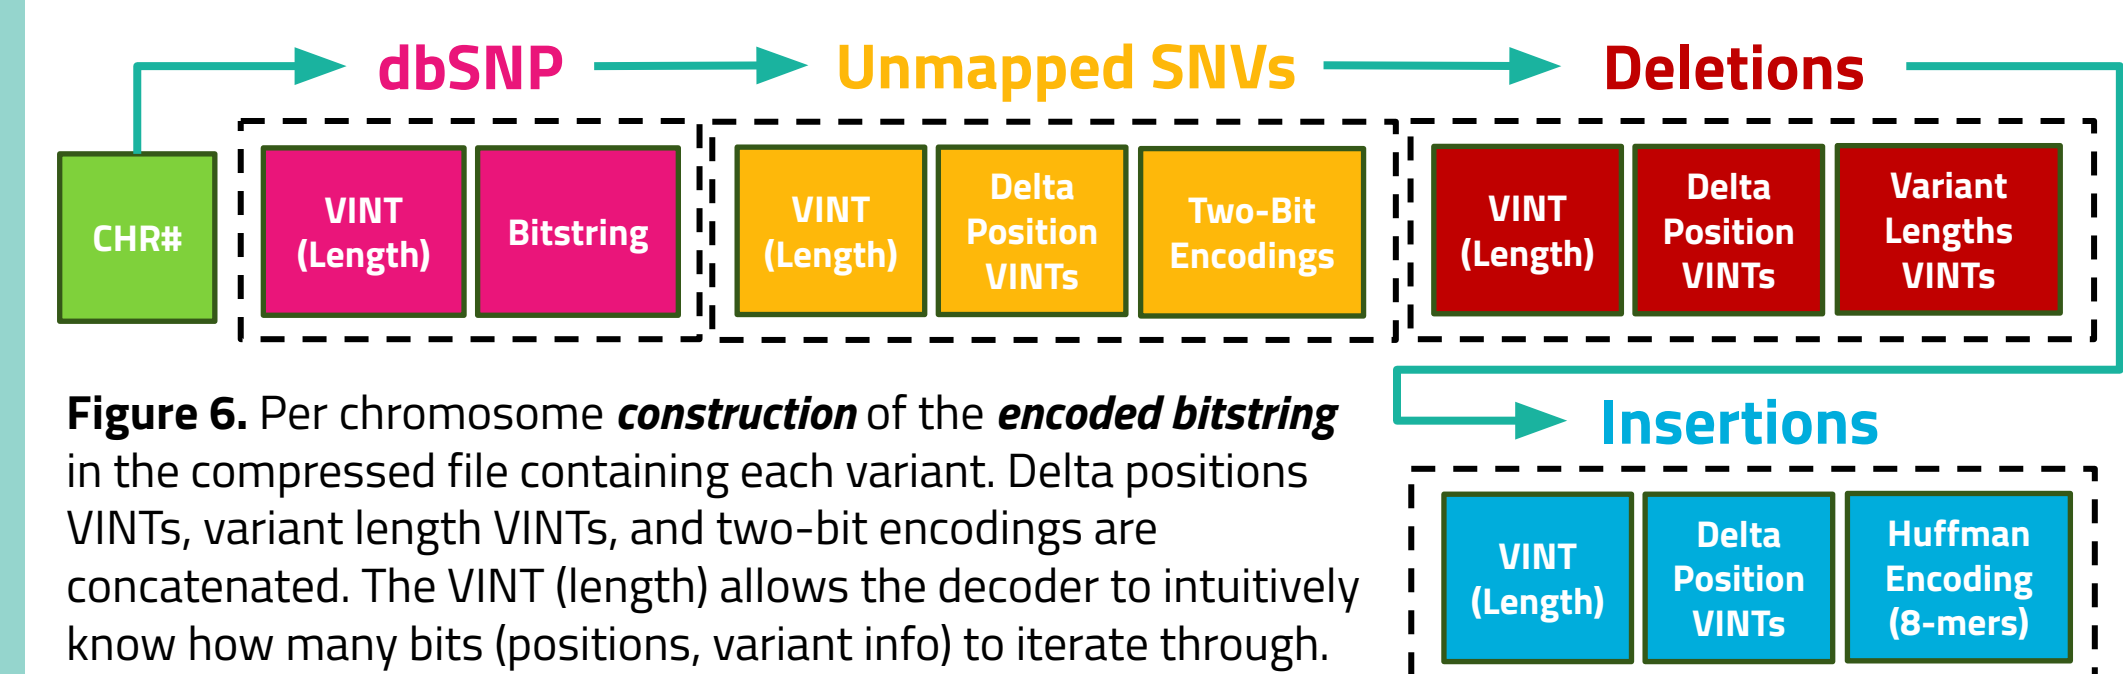 dbSNP
Unmapped SNVs
Deletions
CHR#
VINT
(Length)
Bitstring
VINT
(Length)
Delta
Position
VINTs
Two-Bit
Encodings
VINT
(Length)
Delta
Position
VINTs
Variant
Lengths
VINTs
Figure 6. Per chromosome construction of the encoded bitstring
in the compressed file containing each variant. Delta positions
VINTs, variant length VINTs, and two-bit encodings are
concatenated. The VINT (length) allows the decoder to intuitively
know how many bits (positions, variant info) to iterate through.
Insertions
VINT
(Length)
Delta
Position
VINTs
Huffman
Encoding
(8-mers)